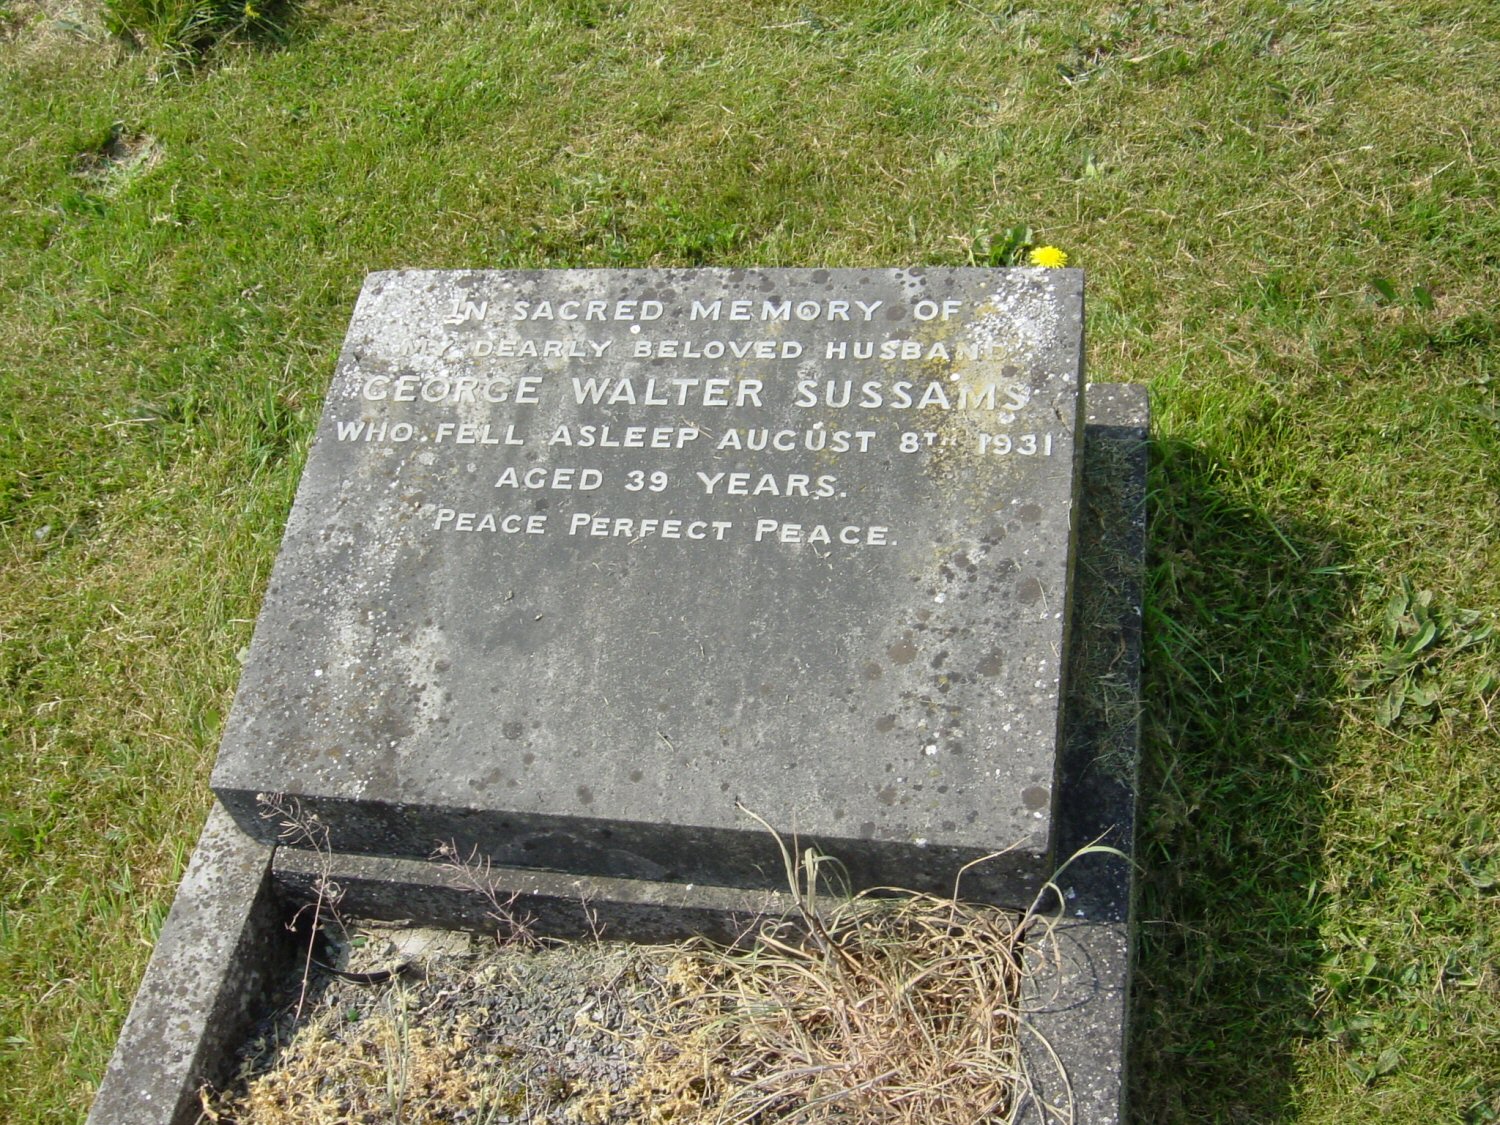 IN SACRED MEMORY OF
MY DEARLY BELOVED HUSBAND
GEORGE WALTER SUSSAMS
WHO FELL ASLEEP AUGUST 8TH 1931
AGED 39 YEARS.
PEACE PERFECT PEACE.